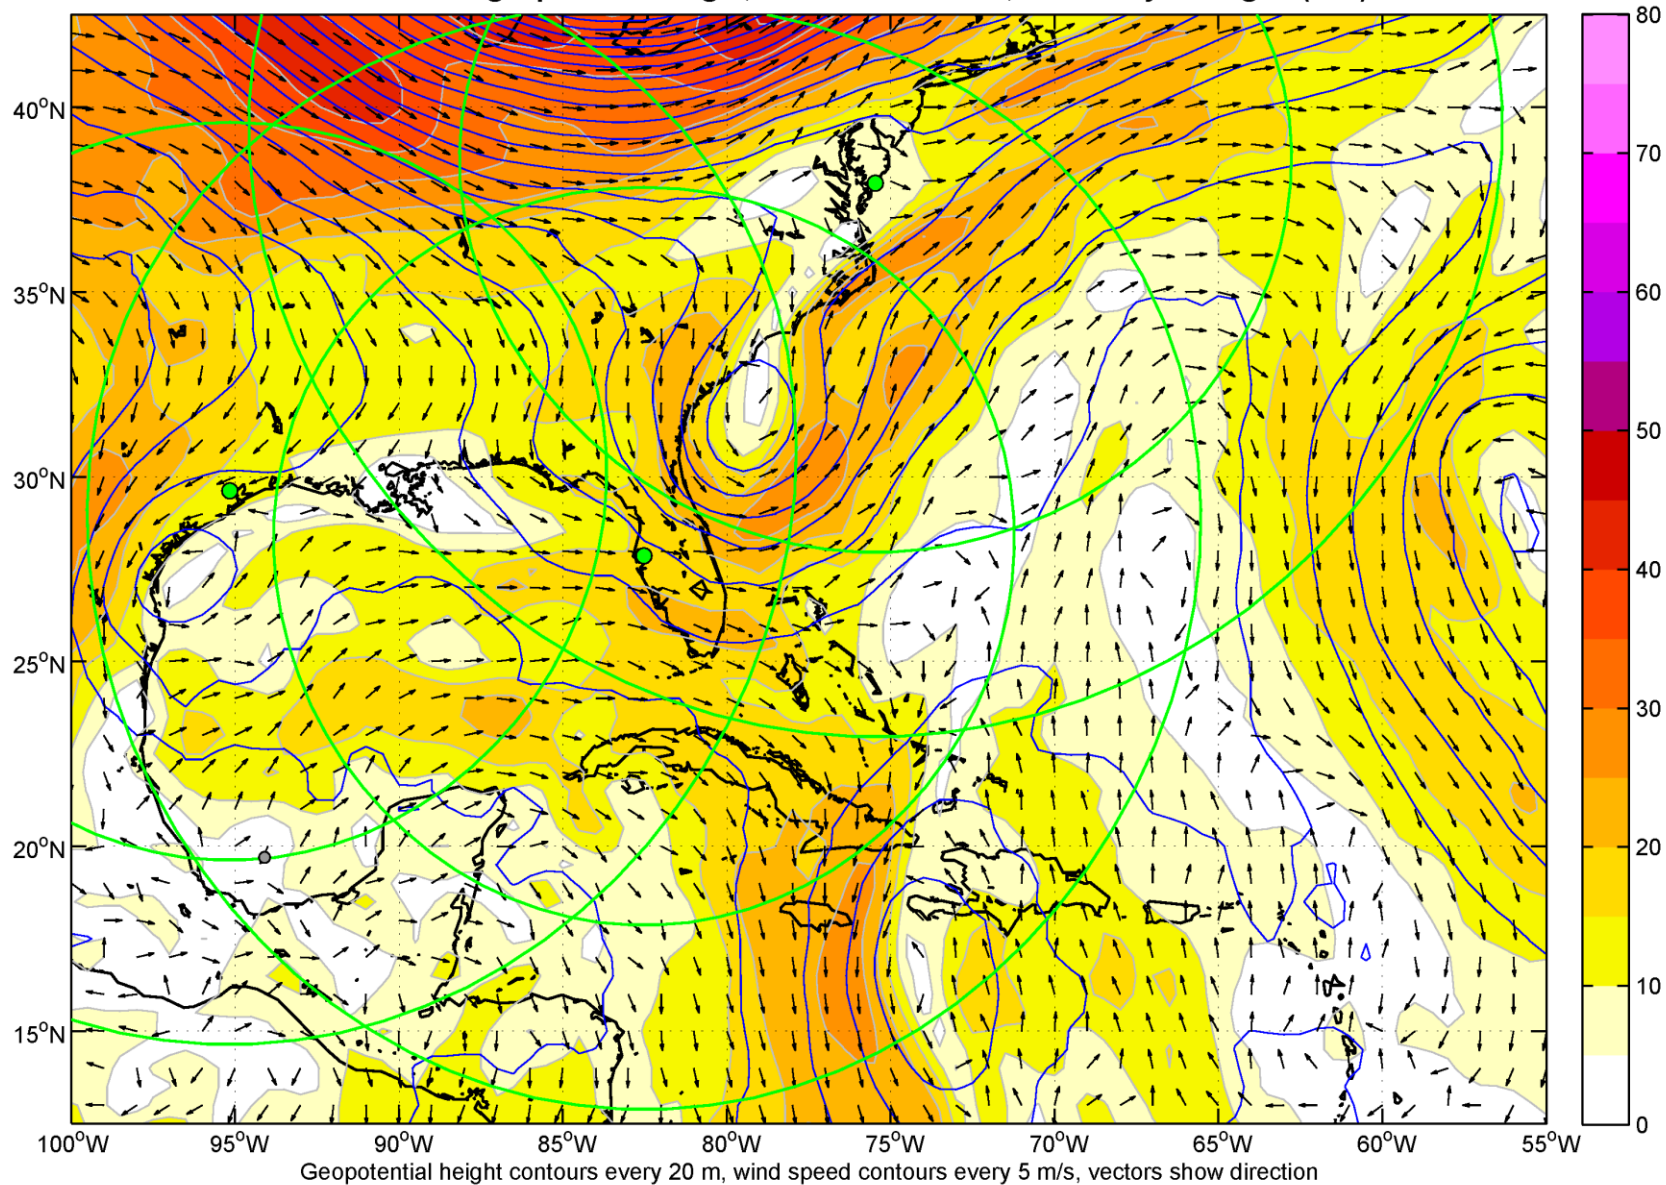 80
40°N
70
35°N
60
30°N
50
40
25°N
30
20°N
20
15°N
10
0
100°W 95°W 90°W 85°W 80°W 75°W 70°W 65°W 60°W 55°W
Geopotential height contours every 20 m, wind speed contours every 5 m/s, vectors show direction